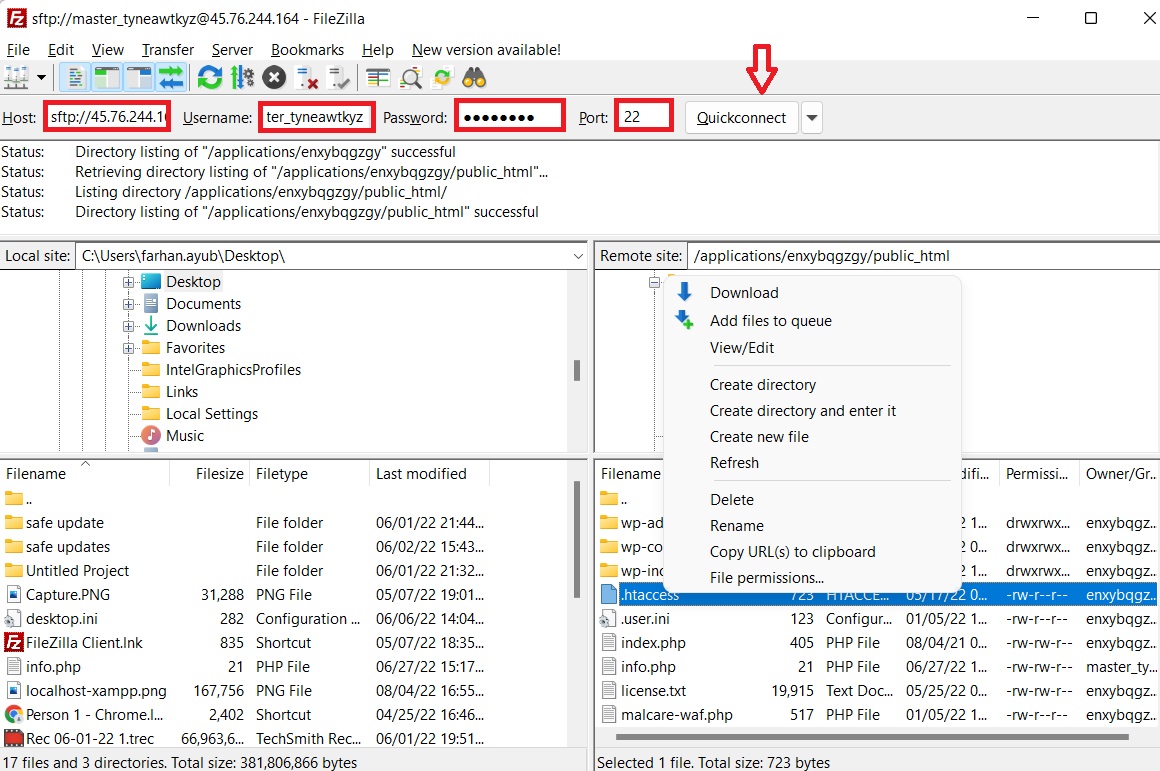 sftp://master_tyneawtkyz@45.76.244.164 - FileZilla
File Edit View Transfer Server Bookmarks Help New version available!
Host: sftp://45.76.244.1 Username: ter_tyneawtkyz Password: ●●●●●●●● Port: 22 Quickconnect
Status: Directory listing of "/applications/enxybqgzgy" successful
Status: Retrieving directory listing of "/applications/enxybqgzgy/public_html"...
Status: Listing directory /applications/enxybqgzgy/public_html/
Status: Directory listing of "/applications/enxybqgzgy/public_html" successful
Local site: C:\Users\farhan.ayub\Desktop\
Desktop
Documents
Downloads
Favorites
IntelGraphicsProfiles
Links
Local Settings
Music
Filename Filesize Filetype Last modified
..
safe update File folder 06/01/22 21:44...
safe updates File folder 06/02/22 15:43...
Untitled Project File folder 06/01/22 21:32...
Capture.PNG 31,288 PNG File 05/07/22 19:01...
desktop.ini 282 Configuration ... 06/06/22 14:04...
FileZilla Client.lnk 835 Shortcut 05/07/22 18:35...
info.php 21 PHP File 06/27/22 15:17...
localhost-xampp.png 167,756 PNG File 08/04/22 16:55...
Person 1 - Chrome.l... 2,402 Shortcut 04/25/22 16:46...
Rec 06-01-22 1.trec 66,963,6... TechSmith Rec... 06/01/22 19:51...
17 files and 3 directories. Total size: 381,806,866 bytes
Remote site: /applications/enxybqgzgy/public_html
Download
Add files to queue
View/Edit
Create directory
Create directory and enter it
Create new file
Refresh
Delete
Rename
Copy URL(s) to clipboard
File permissions...
Filename difi... Permissi... Owner/Gr...
..
wp-ad 2 1... drwxrwx... enxybqgz...
wp-co 2 1... drwxrwx... enxybqgz...
wp-inc 2 0... drwxrwx... enxybqgz...
.htaccess 723 HTACCE... 05/17/22 0... -rw-r--r-- enxybqgz...
.user.ini 123 Configur... 01/05/22 1... -rw-r--r-- enxybqgz...
index.php 405 PHP File 08/04/21 0... -rw-r--r-- enxybqgz...
info.php 21 PHP File 06/27/22 1... -rw-rw-r-- master_ty...
license.txt 19,915 Text Doc... 05/25/22 0... -rw-rw-r-- enxybqgz...
malcare-waf.php 517 PHP File 01/05/22 1... -rw-r--r-- enxybqgz...
Selected 1 file. Total size: 723 bytes